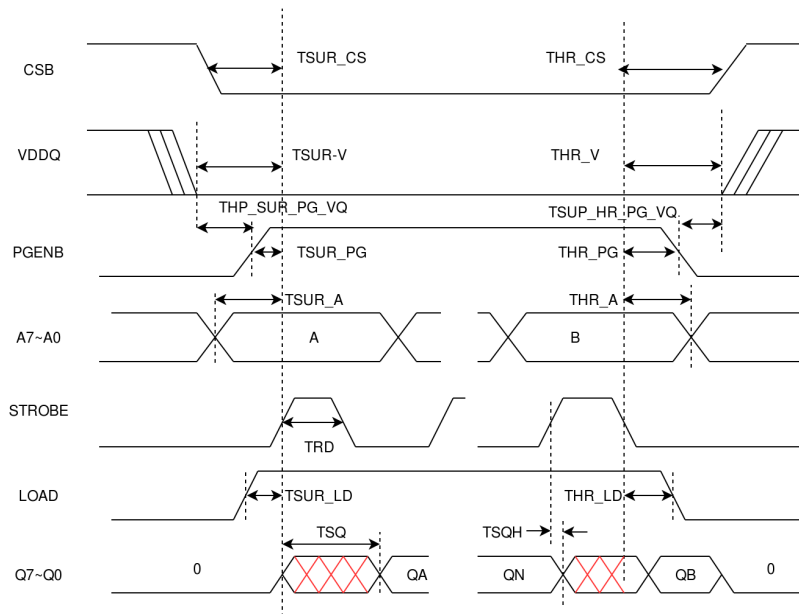 CSB TSUR_CS THR_CS
VDDQ TSUR-V THR_V
THP_SUR_PG_VQ TSUP_HR_PG_VQ
PGENB TSUR_PG THR_PG
TSUR_A THR_A
A7~A0 A B
STROBE
TRD
LOAD TSUR_LD THR_LD
TSQ TSQH
Q7~Q0 0 QA QN QB 0